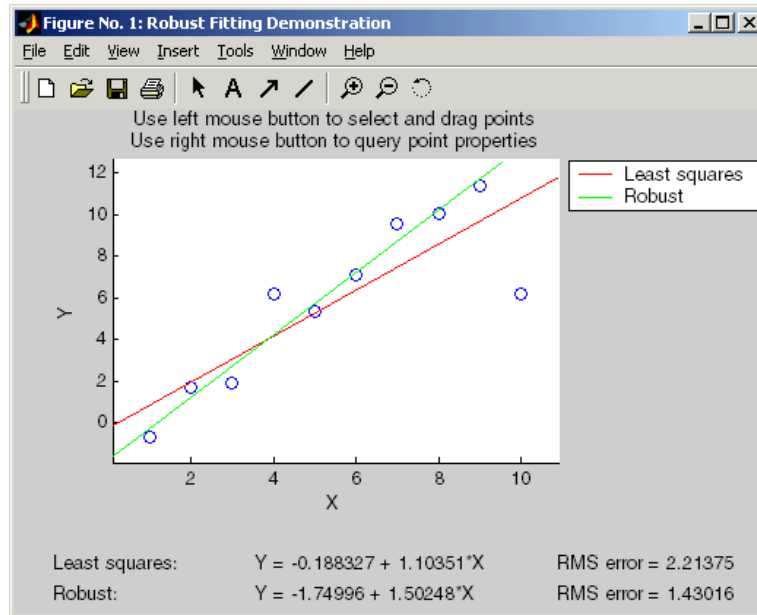 Figure No. 1: Robust Fitting Demonstration
File Edit View Insert Tools Window Help
A
Use left mouse button to select and drag points
Use right mouse button to query point properties
12
10
8
6
4
2
0
Y
2 4 6 8 10
X
Least squares
Robust
Least squares: Y = -0.188327 + 1.10351*X RMS error = 2.21375
Robust: Y = -1.74996 + 1.50248*X RMS error = 1.43016